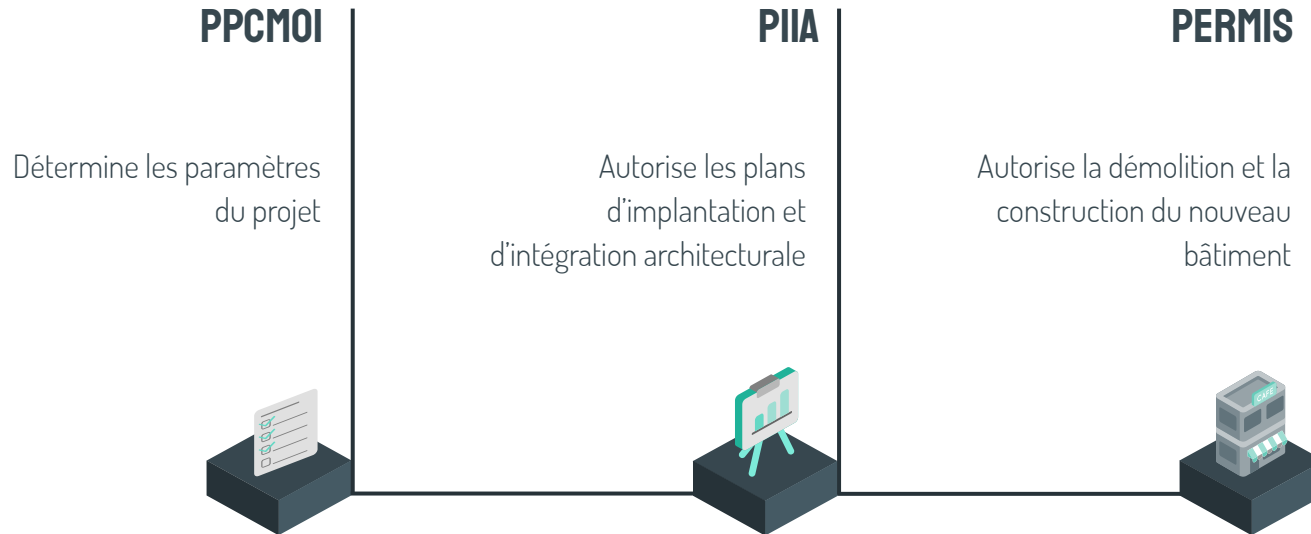 PPCMOI
Détermine les paramètres
du projet
PIIA
Autorise les plans
d'implantation et
d'intégration architecturale
PERMIS
Autorise la démolition et la
construction du nouveau
bâtiment
CAFE